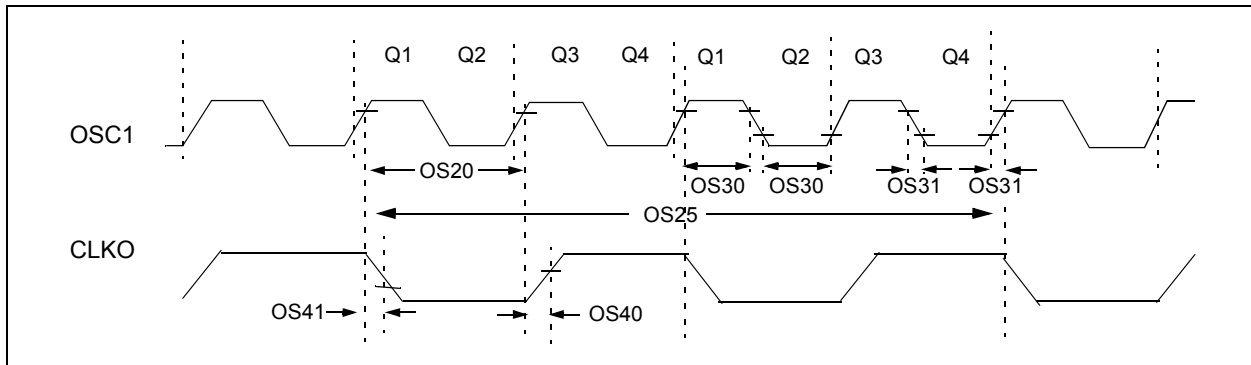 Q1 Q2 Q3 Q4 Q1 Q2 Q3 Q4
OSC1
OS20 OS30 OS30 OS31 OS31
OS25
CLKO
OS41 OS40